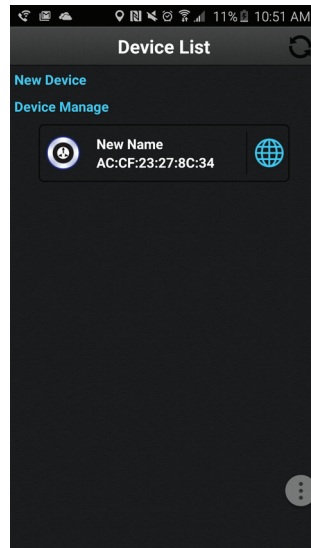 11% 10:51 AM
Device List
New Device
Device Manage
New Name
AC:CF:23:27:8C:34